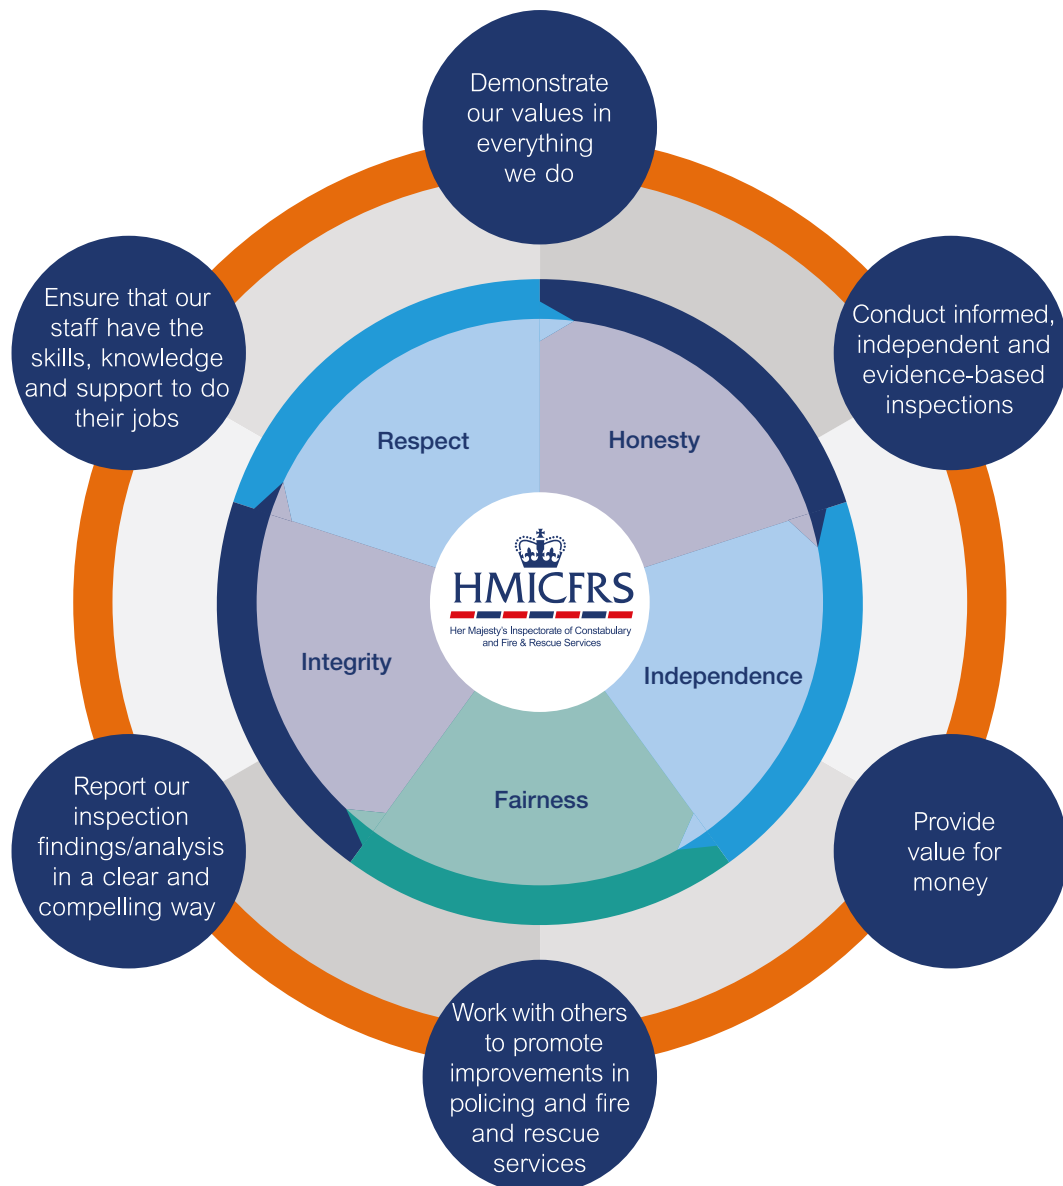 Demonstrate
our values in
everything
we do
Conduct informed,
independent and
evidence-based
inspections
Ensure that our
staff have the
skills, knowledge
and support to do
their jobs
Respect
Honesty
HMICFRS
Her Majesty's Inspectorate of Constabulary
and Fire & Rescue Services
Integrity
Independence
Fairness
Report our
inspection
findings/analysis
in a clear and
compelling way
Provide
value for
money
Work with others
to promote
improvements in
policing and fire
and rescue
services